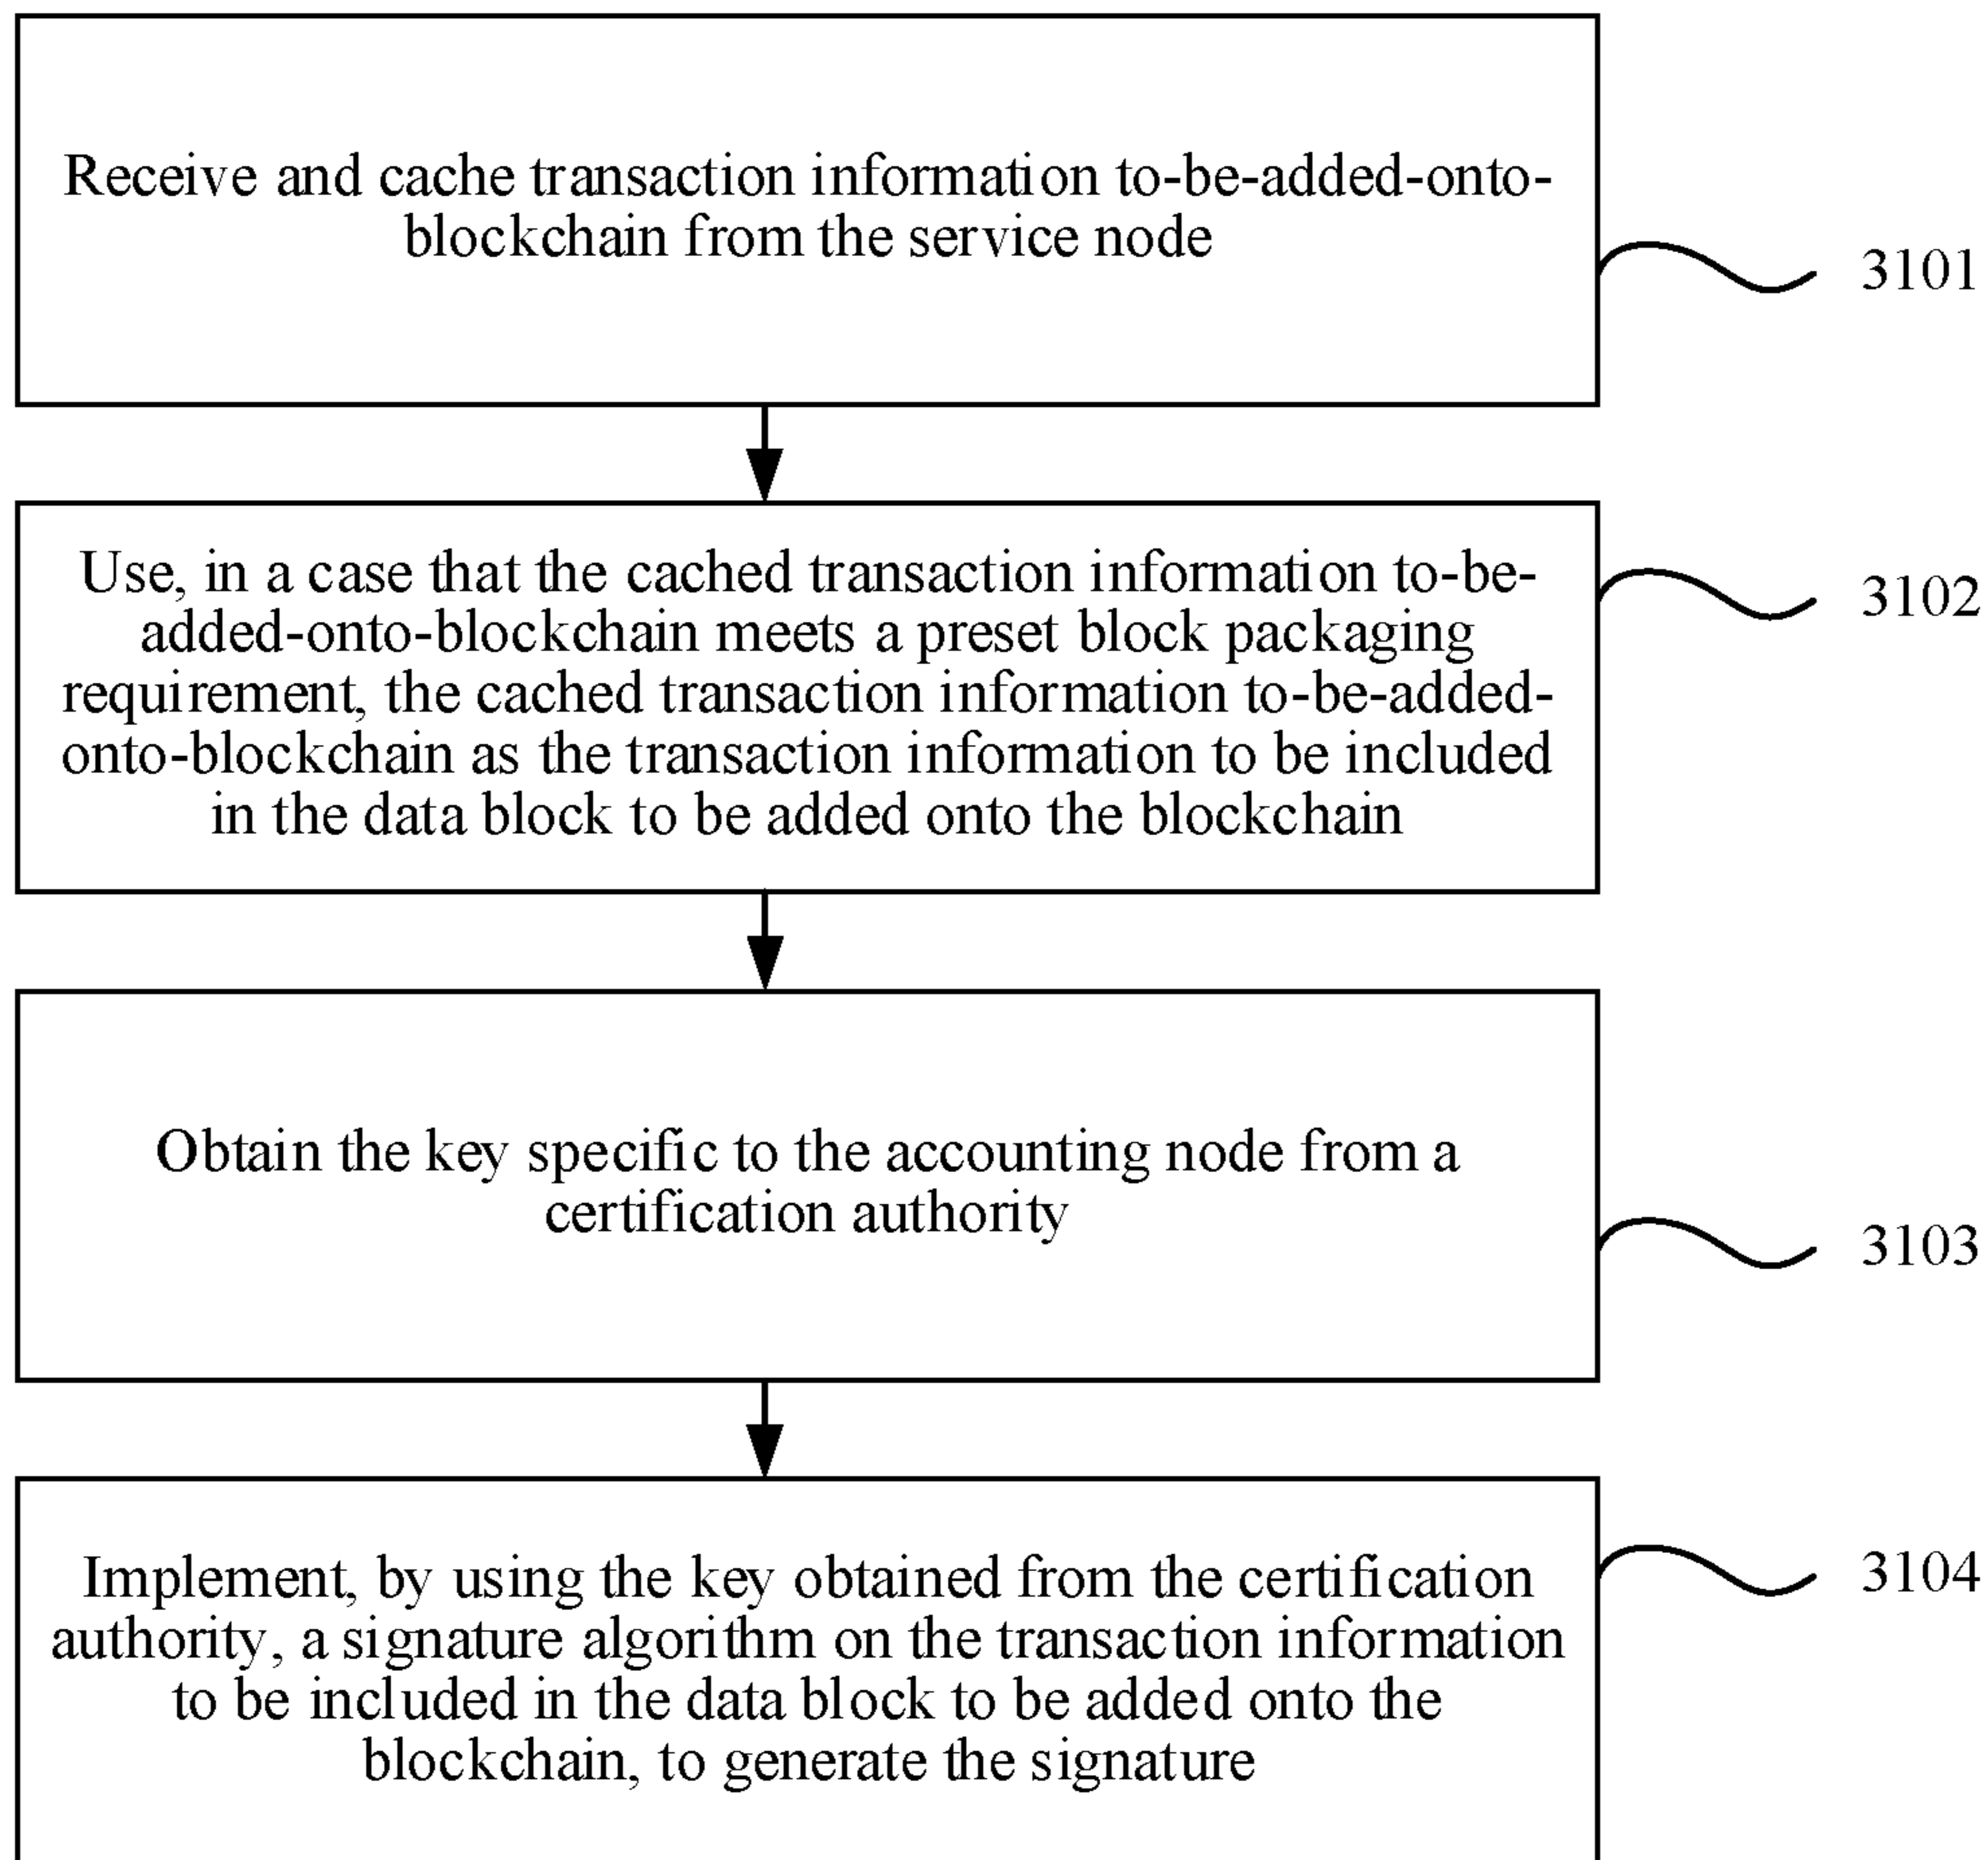 Receive and cache transaction information to-be-added-onto-
blockchain from the service node
3101
Use, in a case that the cached transaction information to-be-
added-onto-blockchain meets a preset block packaging
requirement, the cached transaction information to-be-added-
onto-blockchain as the transaction information to be included
in the data block to be added onto the blockchain
3102
Obtain the key specific to the accounting node from a
certification authority
3103
Implement, by using the key obtained from the certification
authority, a signature algorithm on the transaction information
to be included in the data block to be added onto the
blockchain, to generate the signature
3104